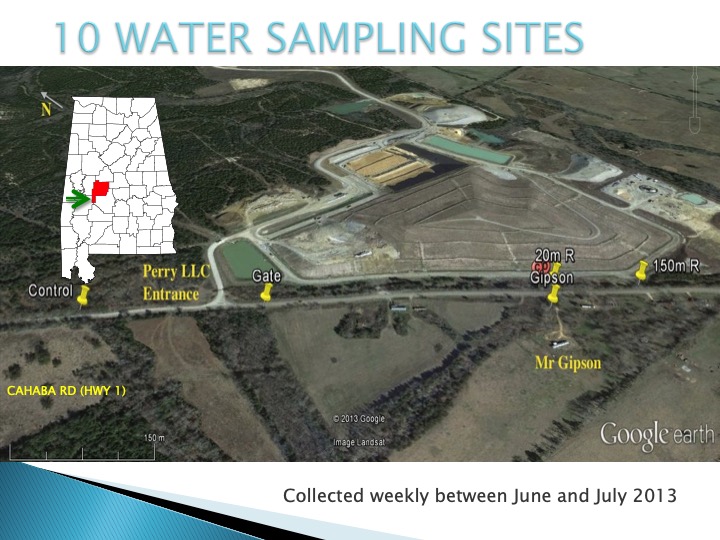 10 WATER SAMPLING SITES
N
Perry LLC
Entrance
Control
Gate
20m R
Gipson
150m R
Mr Gipson
CAHABA RD (HWY 1)
150 m
© 2013 Google
Image Landsat
Google earth
Collected weekly between June and July 2013